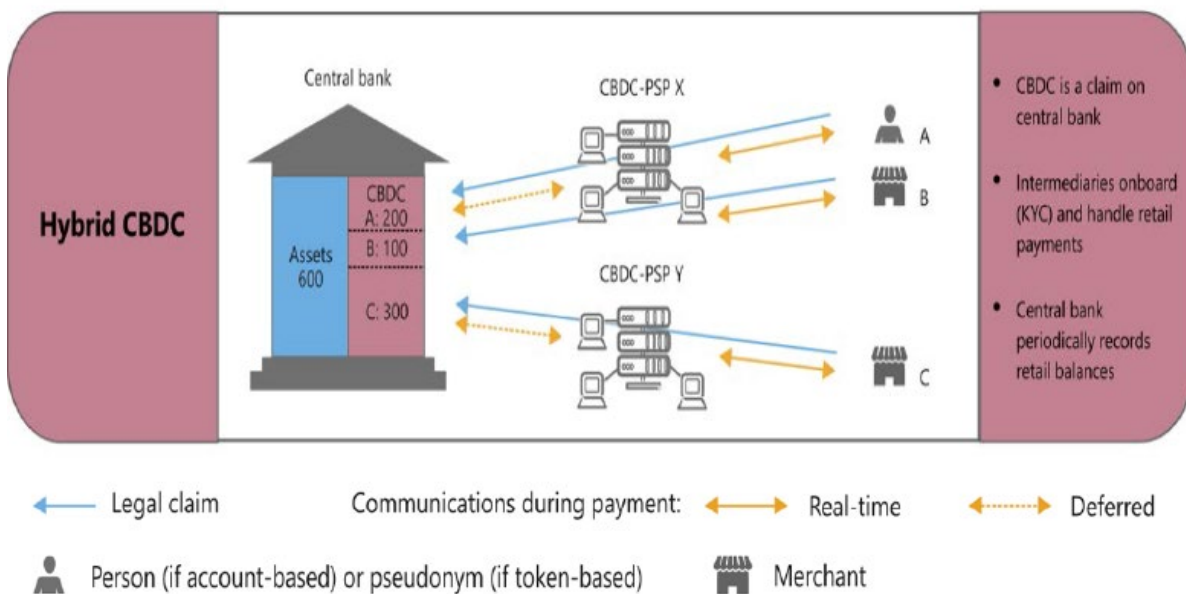 Hybrid CBDC
Central bank
Assets
600
CBDC
A: 200
B: 100
C: 300
CBDC-PSP X
CBDC-PSP Y
A
B
C
• CBDC is a claim on
central bank
• Intermediaries onboard
(KYC) and handle retail
payments
• Central bank
periodically records
retail balances
Legal claim
Communications during payment:
Real-time
Deferred
Person (if account-based) or pseudonym (if token-based)
Merchant